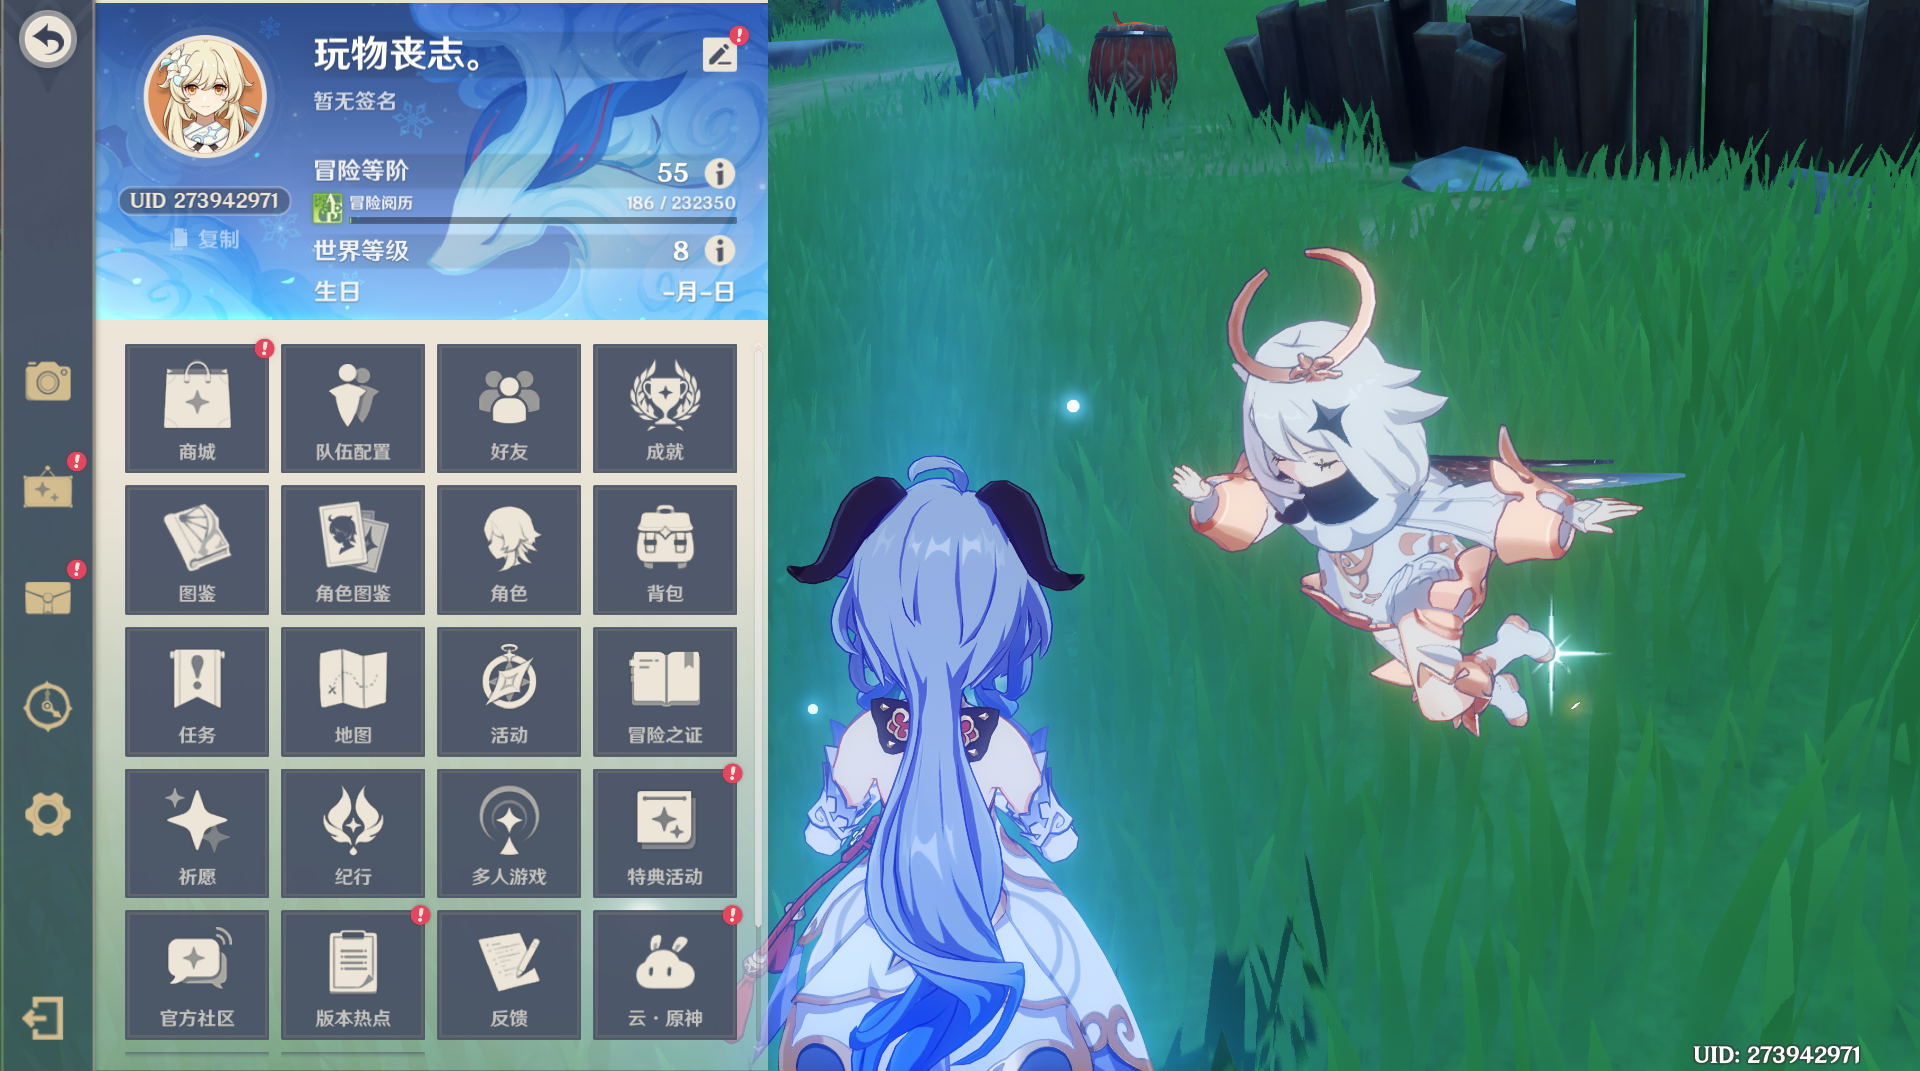 玩物丧志。
暂无签名
冒险等阶 55
冒险阅历 186 / 232350
世界等级 8
生日 -月-日
UID 273942971
复制
商城 队伍配置 好友 成就
图鉴 角色图鉴 角色 背包
任务 地图 活动 冒险之证
祈愿 纪行 多人游戏 特典活动
官方社区 版本热点 反馈 云·原神
UID: 273942971